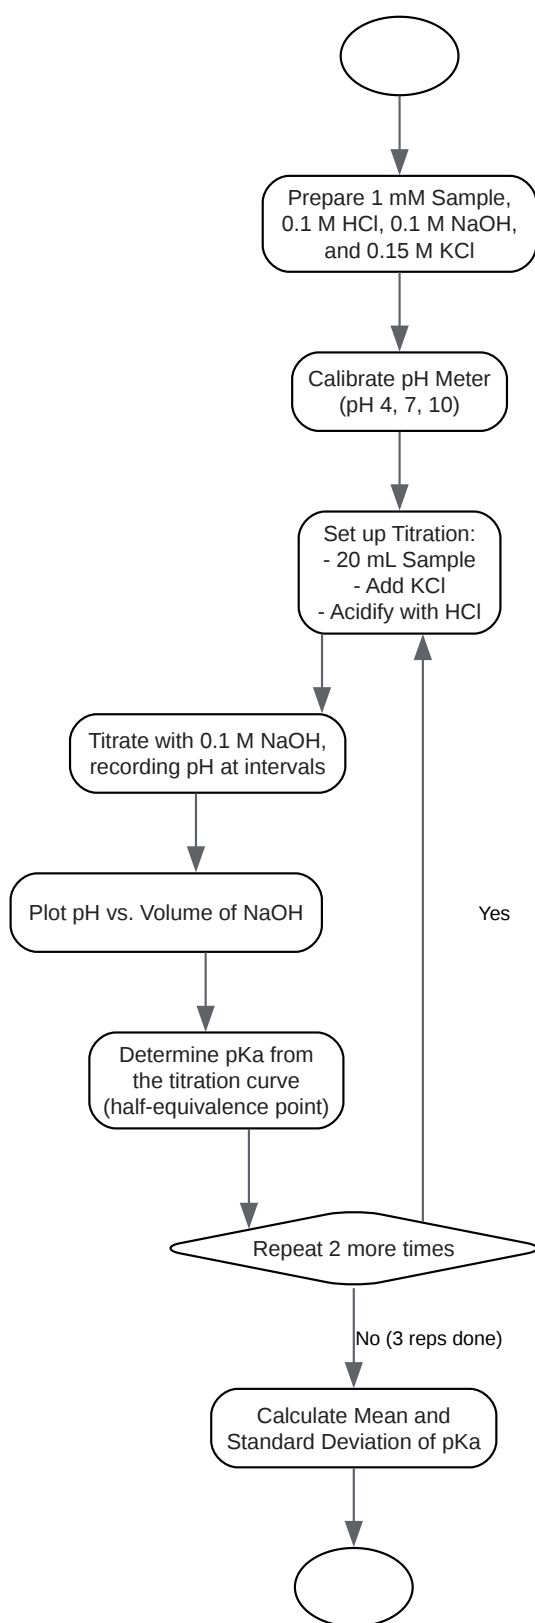 Prepare 1 mM Sample,
0.1 M HCl, 0.1 M NaOH,
and 0.15 M KCl
Calibrate pH Meter
(pH 4, 7, 10)
Set up Titration:
- 20 mL Sample
- Add KCl
- Acidify with HCl
Titrate with 0.1 M NaOH,
recording pH at intervals
Plot pH vs. Volume of NaOH
Yes
Determine pKa from
the titration curve
(half-equivalence point)
Repeat 2 more times
No (3 reps done)
Calculate Mean and
Standard Deviation of pKa